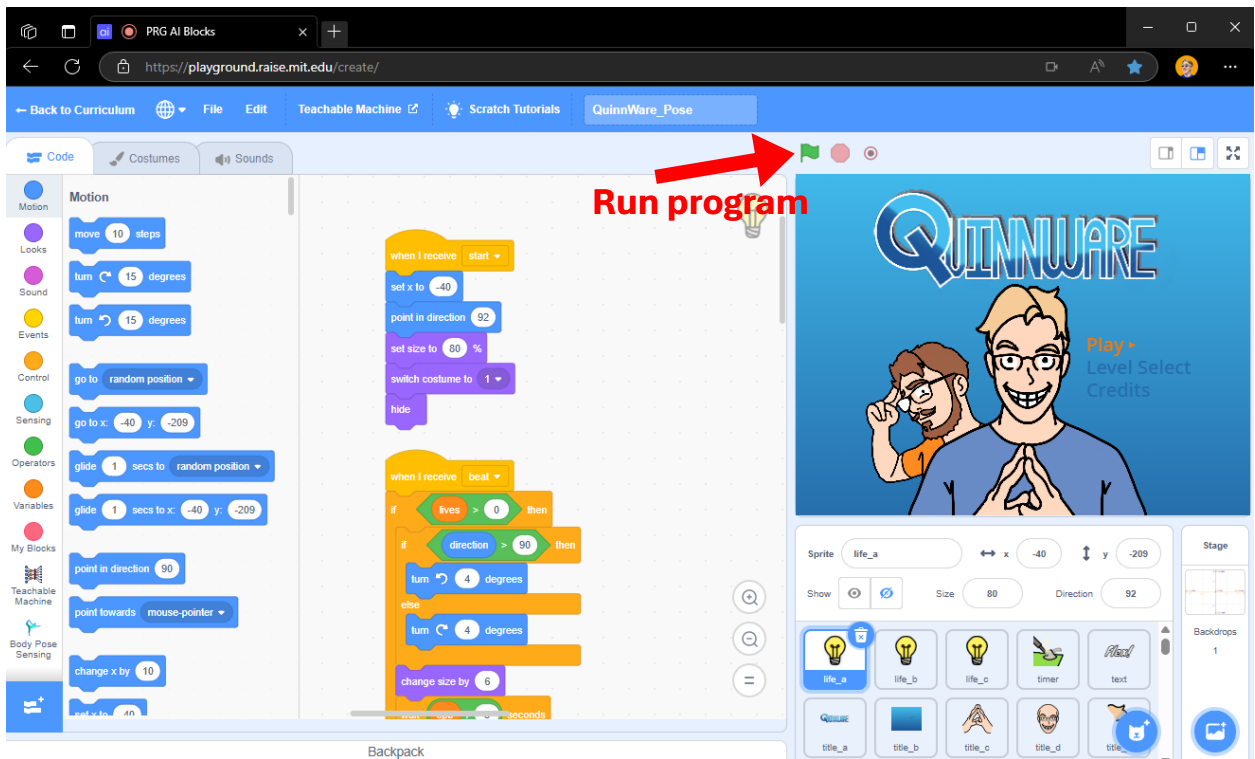 PRG AI Blocks
https://playground.raise.mit.edu/create/
← Back to Curriculum File Edit Teachable Machine Scratch Tutorials QuinnWare_Pose
Code Costumes Sounds
Run program
Motion
Looks
Sound
Events
Control
Sensing
Operators
Variables
My Blocks
Teachable
Machine
Body Pose
Sensing
Motion
move 10 steps
turn 15 degrees
turn 15 degrees
go to random position
go to x: -40 y: -209
glide 1 secs to random position
glide 1 secs to x: -40 y: -209
point in direction 90
point towards mouse-pointer
change x by 10
set x to -40
when I receive start
set x to -40
point in direction 92
set size to 80 %
switch costume to 1
hide
when I receive beat
if lives > 0 then
if direction > 90 then
turn 4 degrees
else
turn 4 degrees
change size by 6
seconds
Backpack
QUINNWARE
Play
Level Select
Credits
Sprite life_a x -40 y -209
Show Size 80 Direction 92
life_a life_b life_c timer text
Flex!
QUINNWARE
title_a title_b title_c title_d
Stage
Backdrops
1